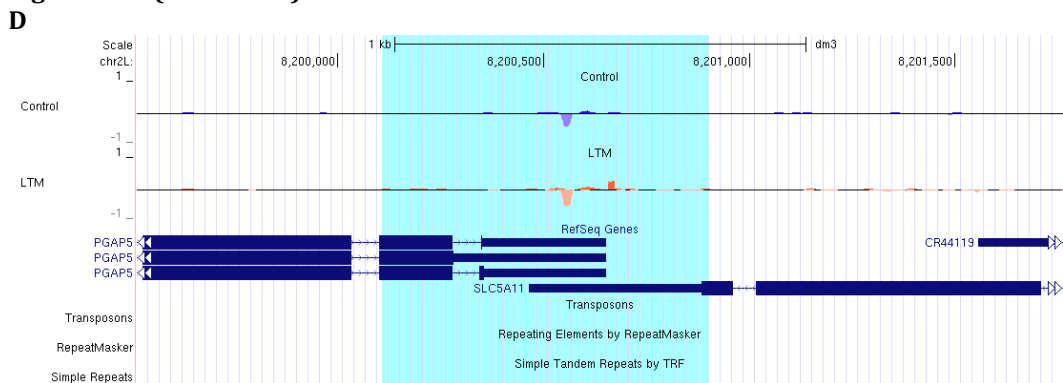 D
Scale 1 kb dm3
chr2L: 8,200,000 8,200,500 8,201,000 8,201,500
Control
1 _
Control
-1 _
LTM
1 _
LTM
-1 _
RefSeq Genes
PGAP5 CR44119
PGAP5
PGAP5
SLC5A11
Transposons
Transposons
Repeating Elements by RepeatMasker
RepeatMasker
Simple Tandem Repeats by TRF
Simple Repeats